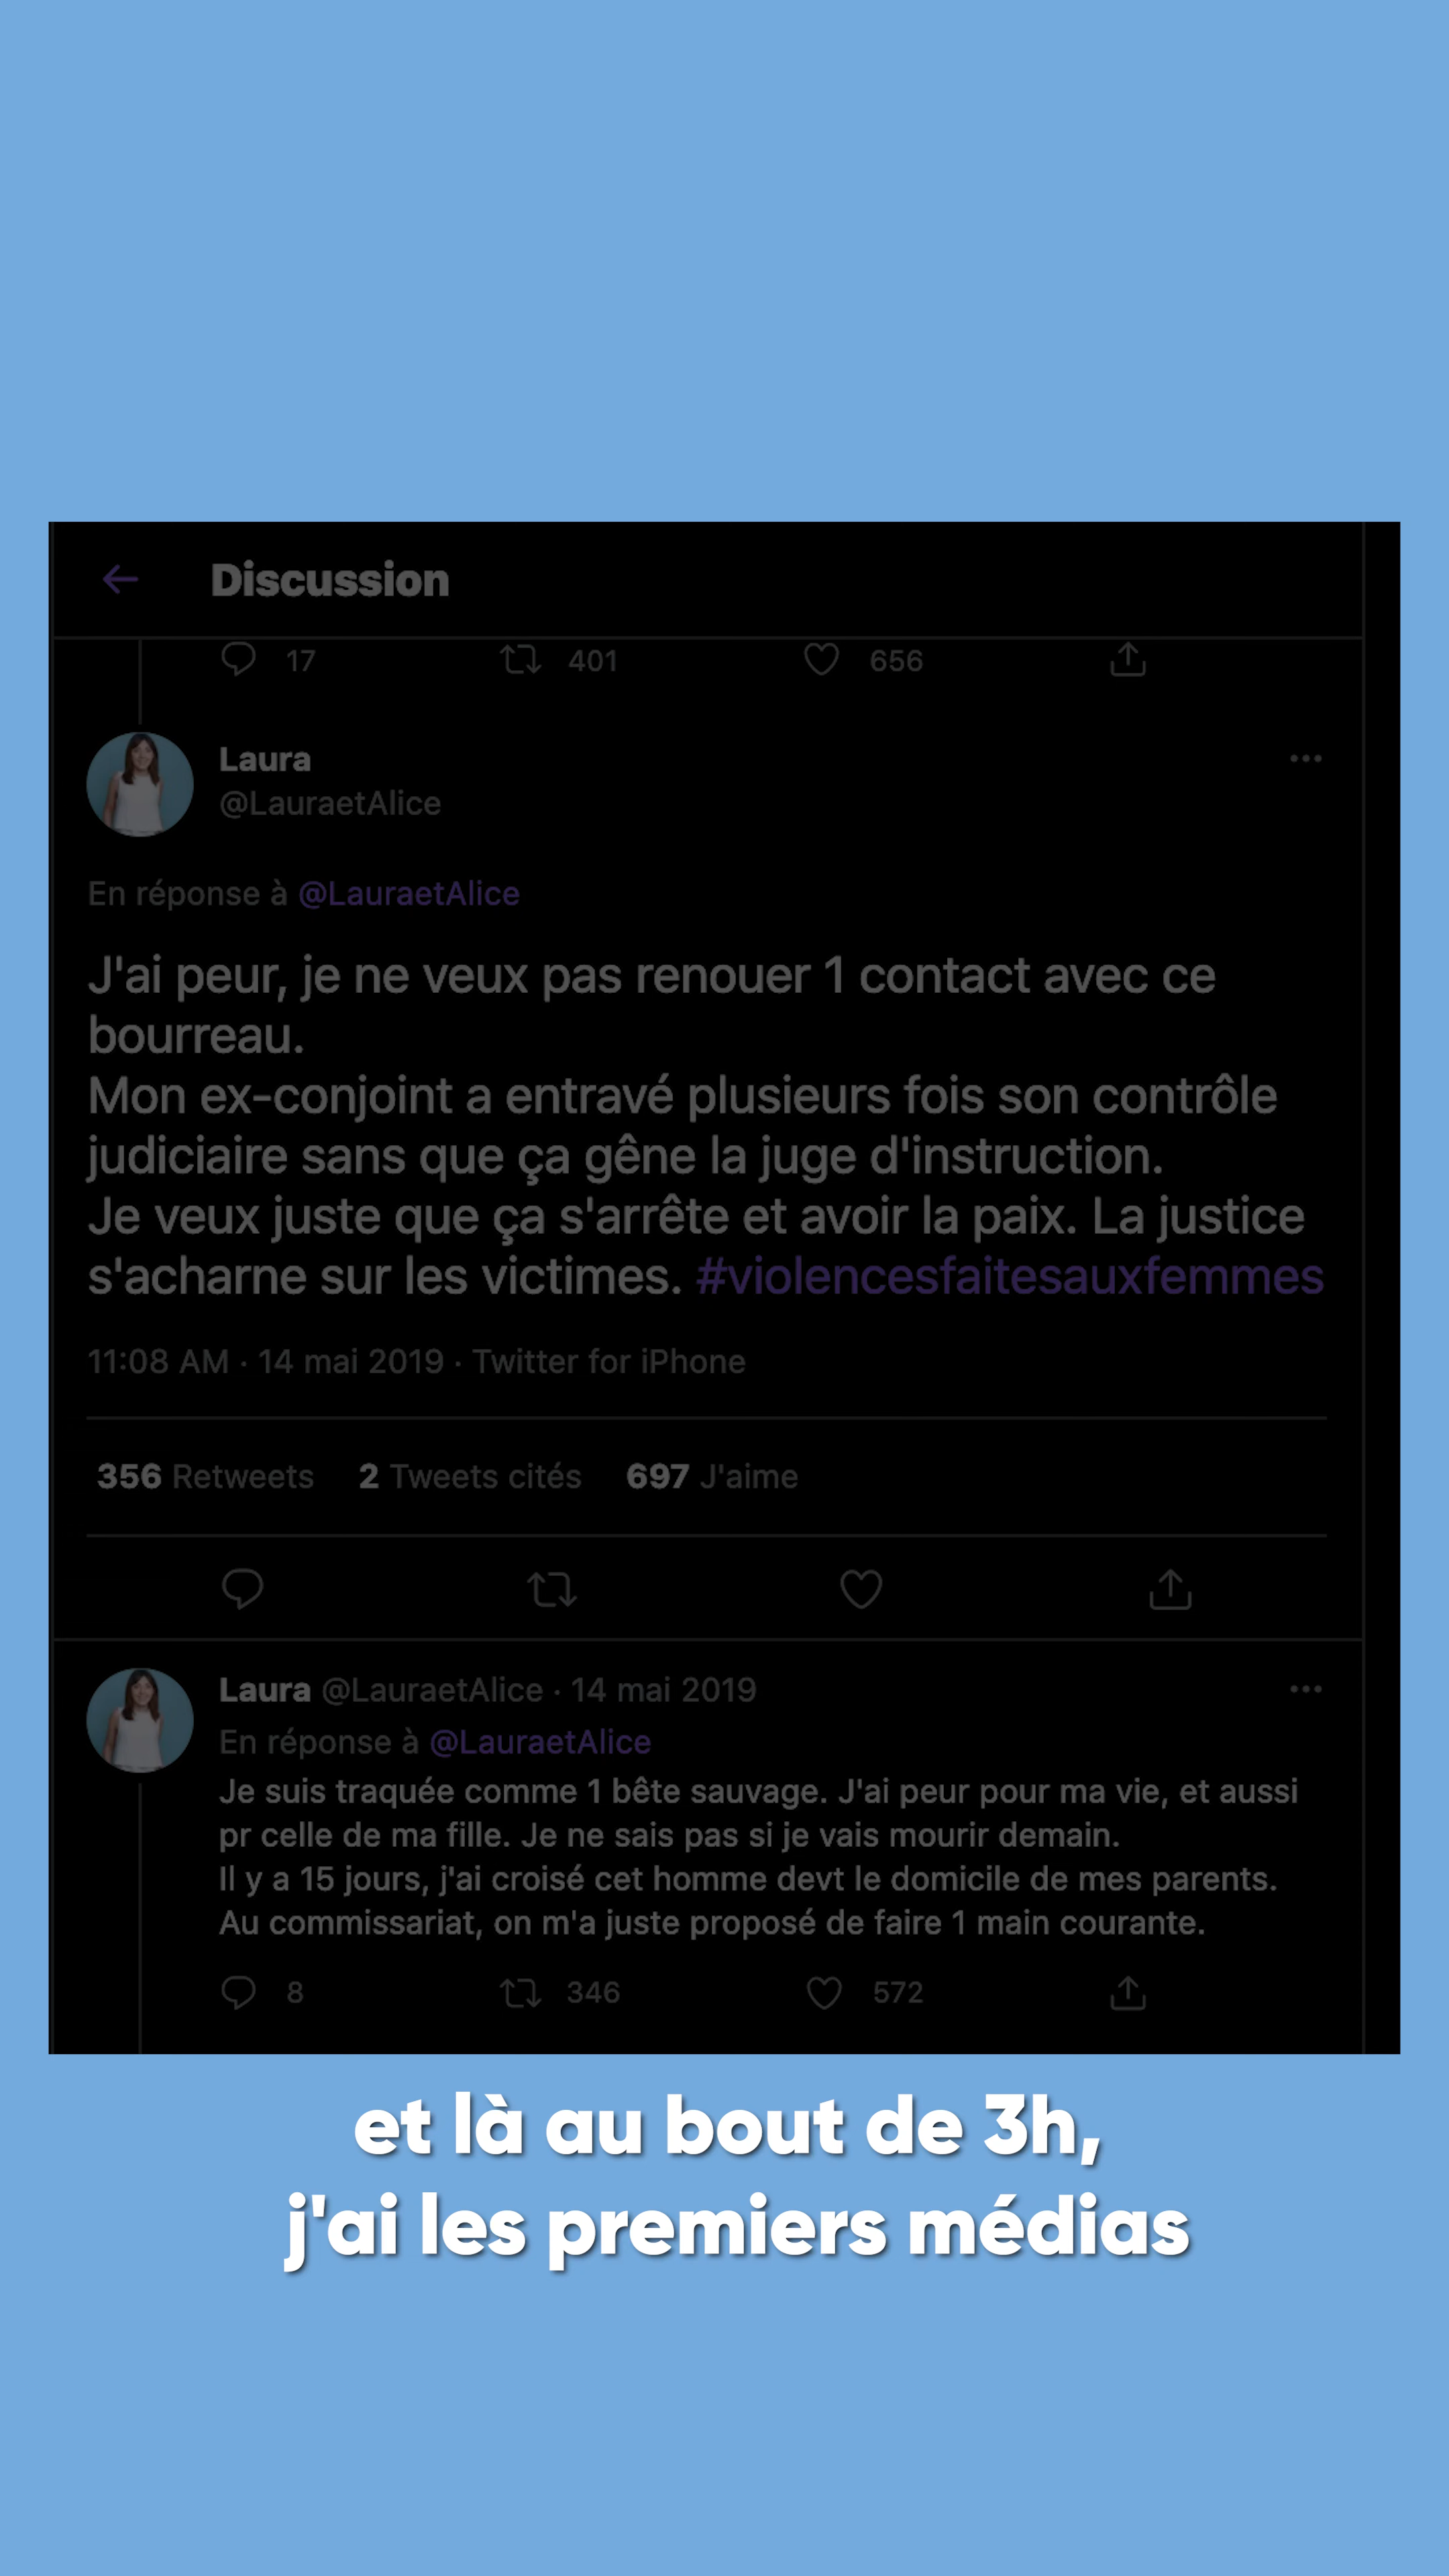 Discussion
17 401 656
Laura
@LauraetAlice
En réponse à @LauraetAlice
J'ai peur, je ne veux pas renouer 1 contact avec ce
bourreau.
Mon ex-conjoint a entravé plusieurs fois son contrôle
judiciaire sans que ça gêne la juge d'instruction.
Je veux juste que ça s'arrête et avoir la paix. La justice
s'acharne sur les victimes. #violencesfaitesauxfemmes
11:08 AM · 14 mai 2019 · Twitter for iPhone
356 Retweets 2 Tweets cités 697 J'aime
Laura @LauraetAlice · 14 mai 2019
En réponse à @LauraetAlice
Je suis traquée comme 1 bête sauvage. J'ai peur pour ma vie, et aussi
pr celle de ma fille. Je ne sais pas si je vais mourir demain.
Il y a 15 jours, j'ai croisé cet homme devt le domicile de mes parents.
Au commissariat, on m'a juste proposé de faire 1 main courante.
8 346 572
et là au bout de 3h,
j'ai les premiers médias